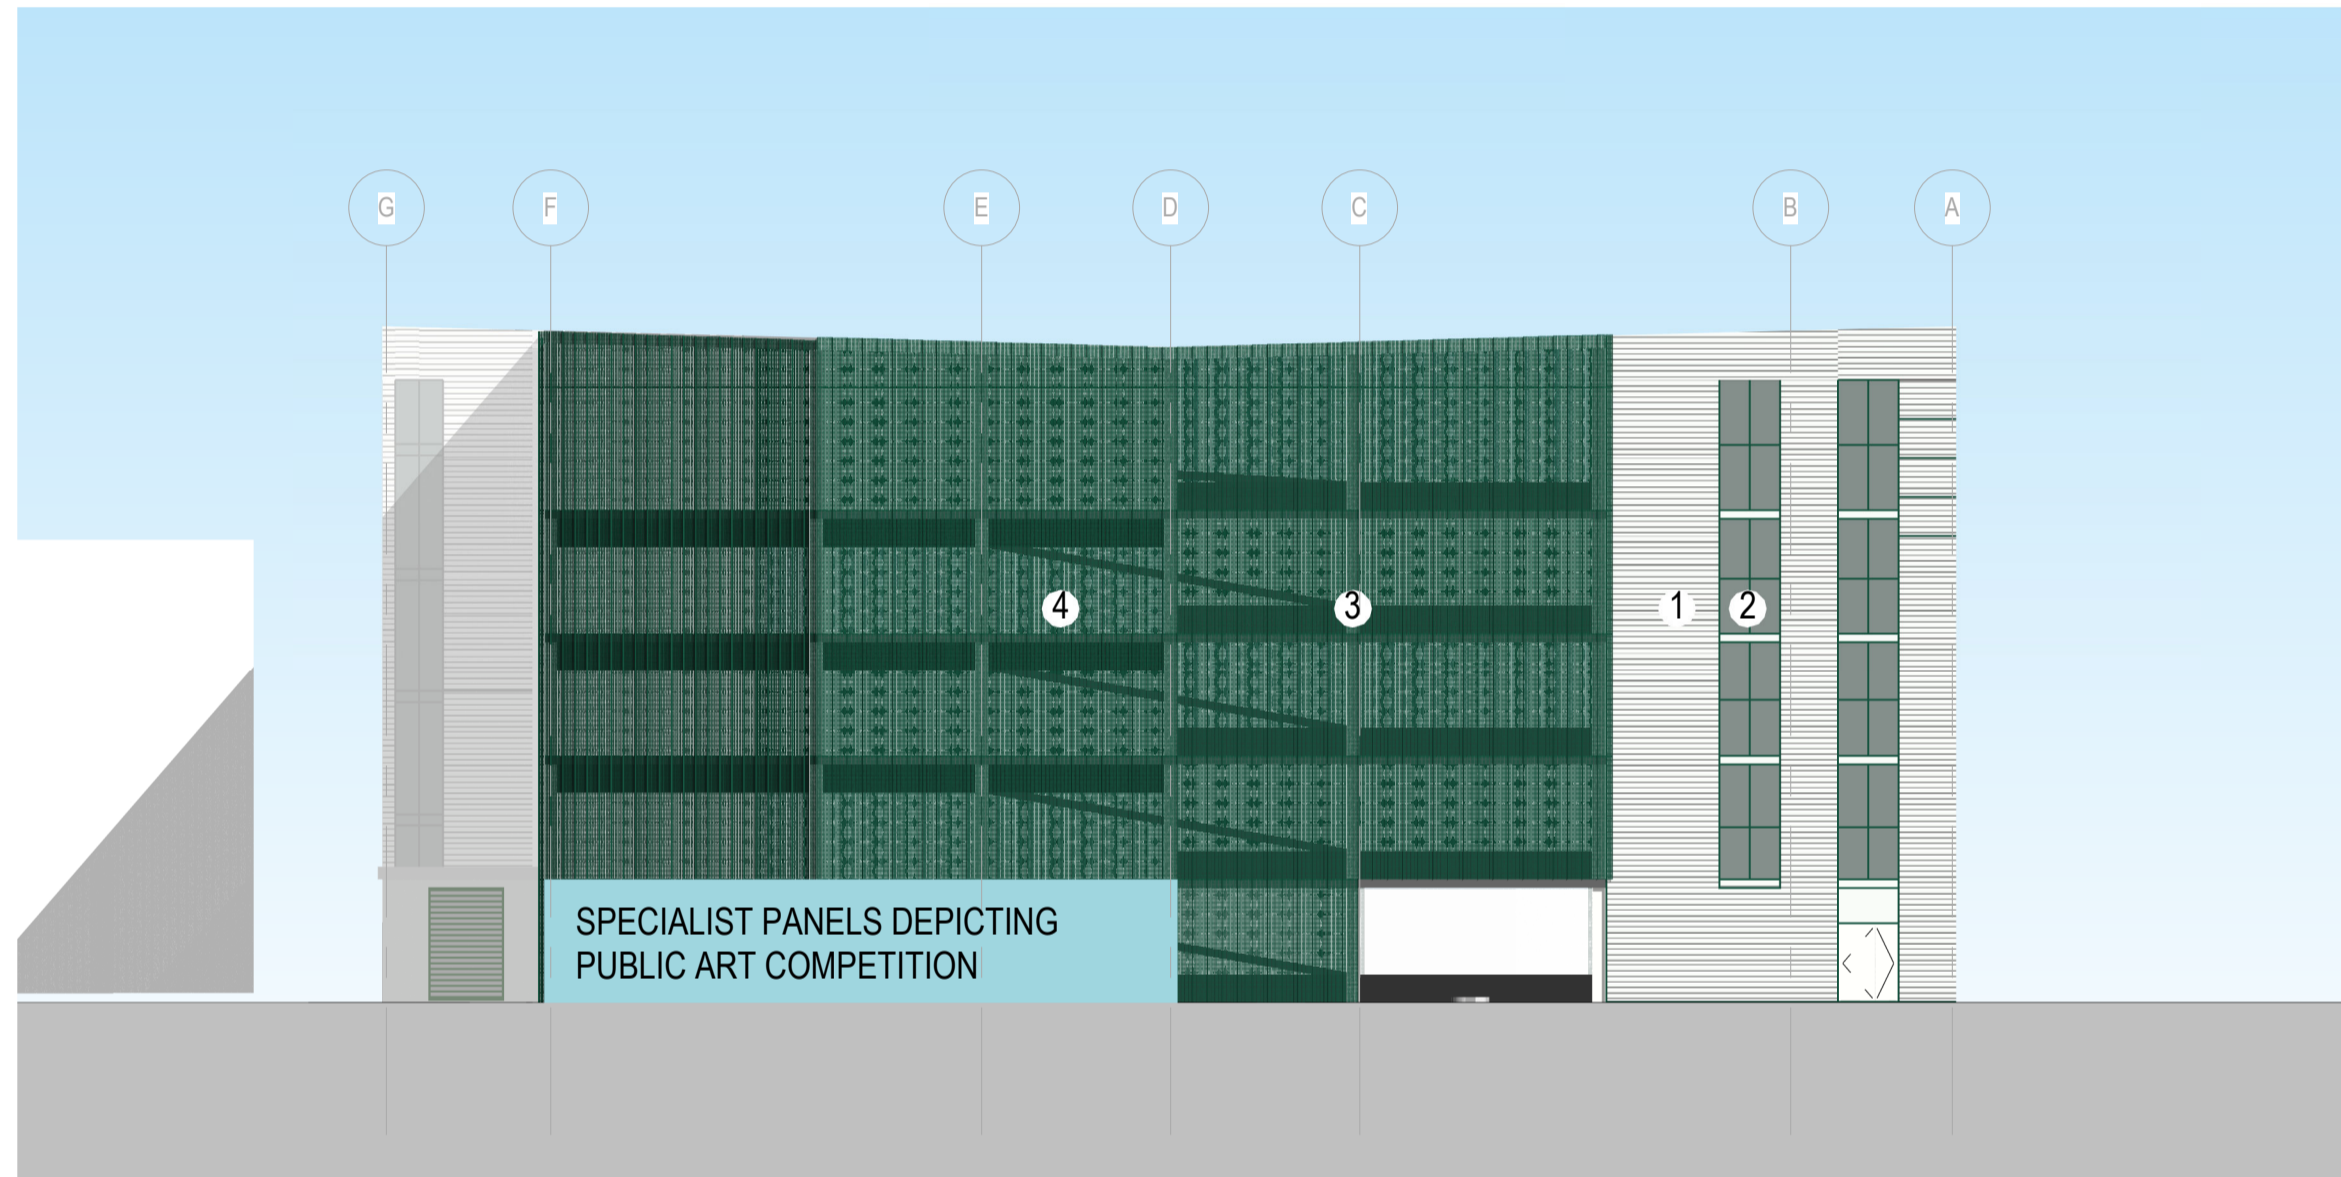 G F E D C B A
4 3 1 2
SPECIALIST PANELS DEPICTING
PUBLIC ART COMPETITION